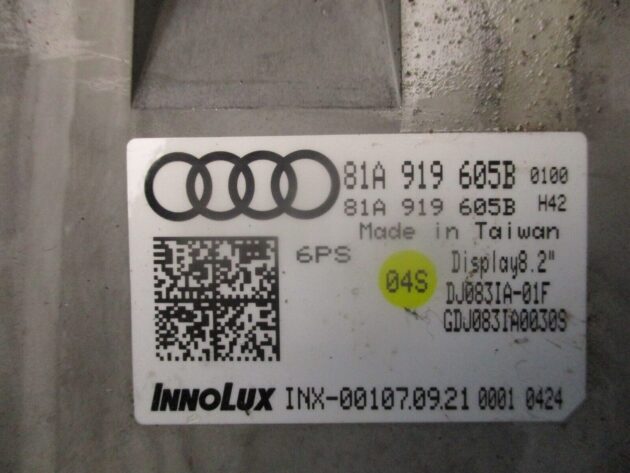 81A 919 605B 0100
81A 919 605B H42
Made in Taiwan
6PS
04S
Display8.2"
DJ083IA-01F
GDJ083IA0030S
INNOLUX INX-00107.09.21 0001 0424